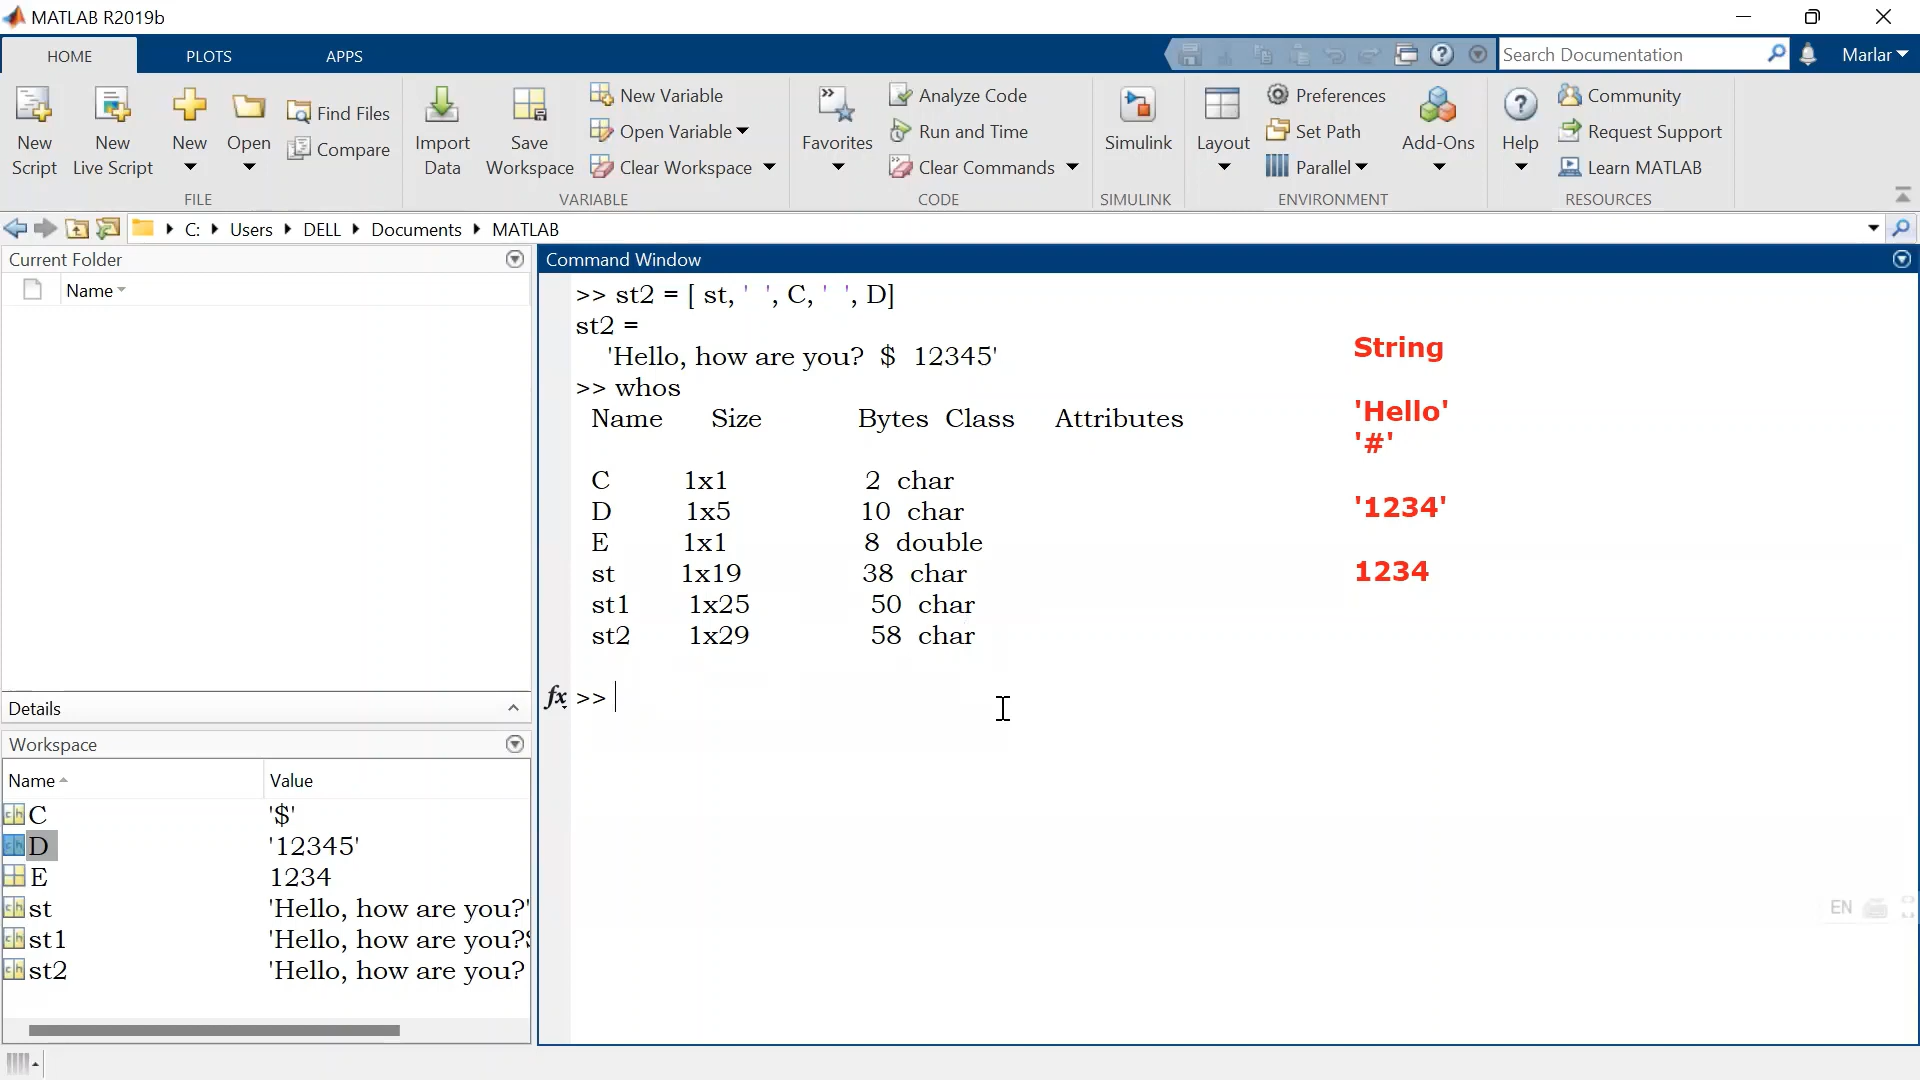 MATLAB R2019b
HOME PLOTS APPS
Search Documentation
Marlar
New Script
New Live Script
New
Open
Find Files
Compare
FILE
Import Data
Save Workspace
New Variable
Open Variable
Clear Workspace
VARIABLE
Favorites
Analyze Code
Run and Time
Clear Commands
CODE
Simulink
SIMULINK
Layout
Preferences
Set Path
Parallel
Add-Ons
ENVIRONMENT
Help
Community
Request Support
Learn MATLAB
RESOURCES
C: Users DELL Documents MATLAB
Current Folder
Name
Details
Workspace
Name Value
C '$'
D '12345'
E 1234
st 'Hello, how are you?'
st1 'Hello, how are you?$
st2 'Hello, how are you?
Command Window
>> st2 = [ st, '  ', C, '  ', D]
st2 =
'Hello, how are you?  $  12345'
>> whos
Name Size Bytes Class Attributes
C 1x1 2 char
D 1x5 10 char
E 1x1 8 double
st 1x19 38 char
st1 1x25 50 char
st2 1x29 58 char
fx >>
String
'Hello'
'#'
'1234'
1234
EN